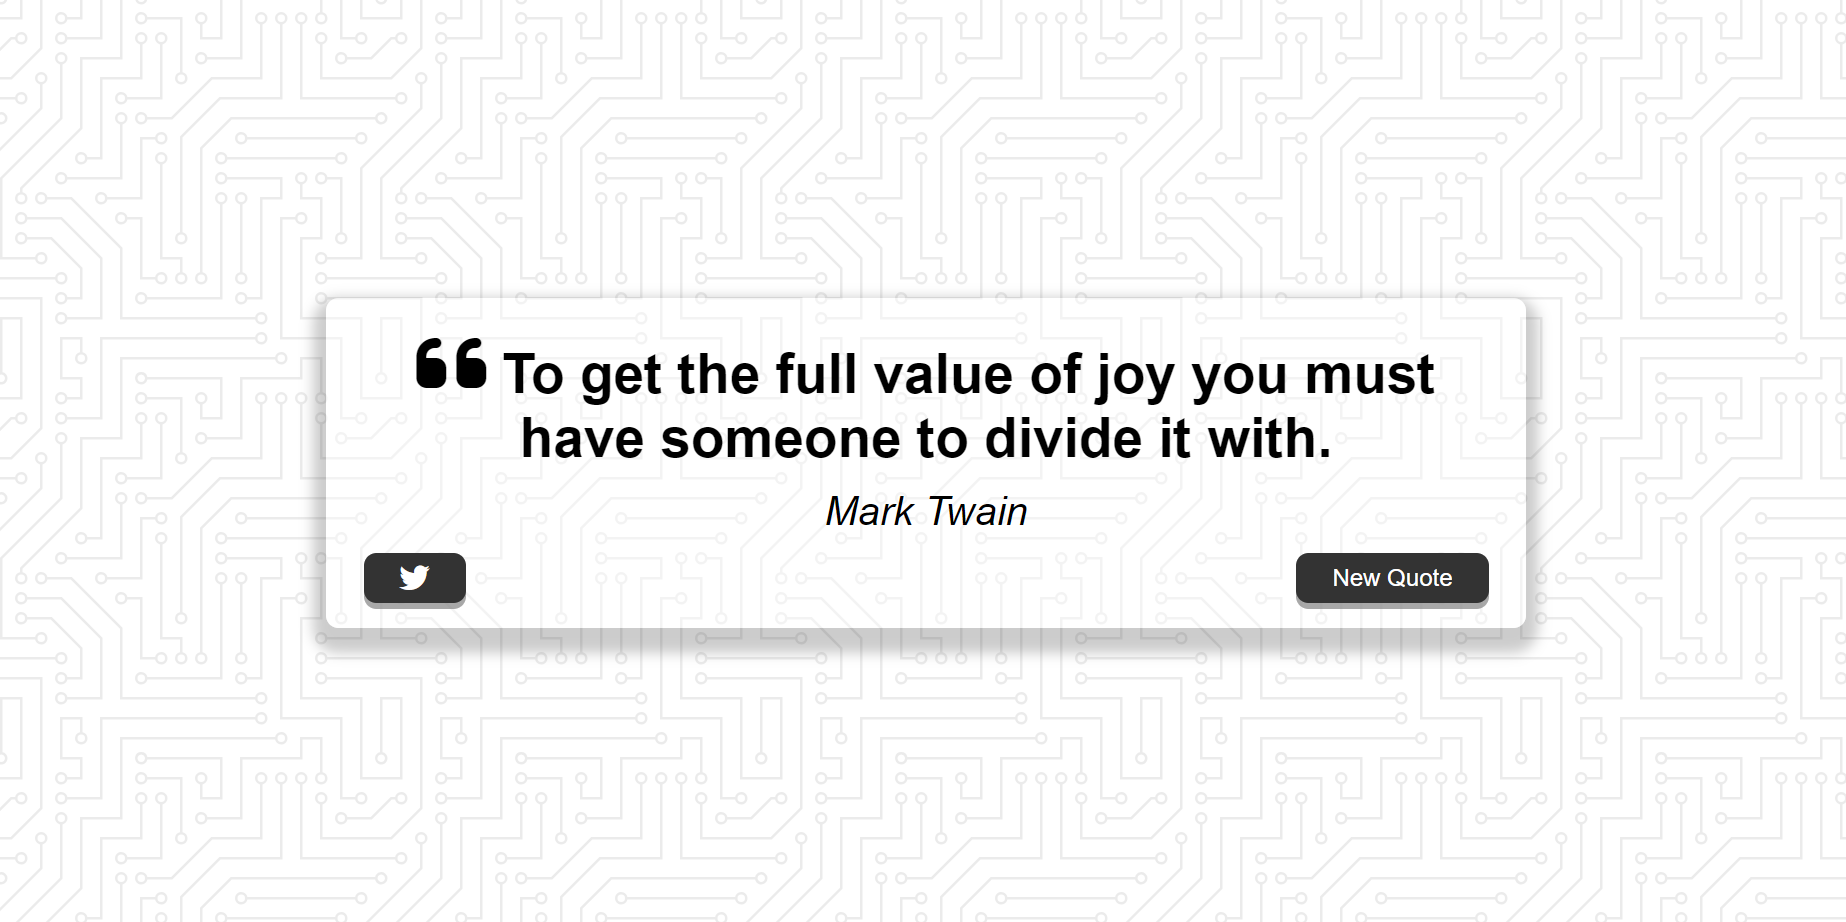 “ To get the full value of joy you must
have someone to divide it with.
Mark Twain
New Quote